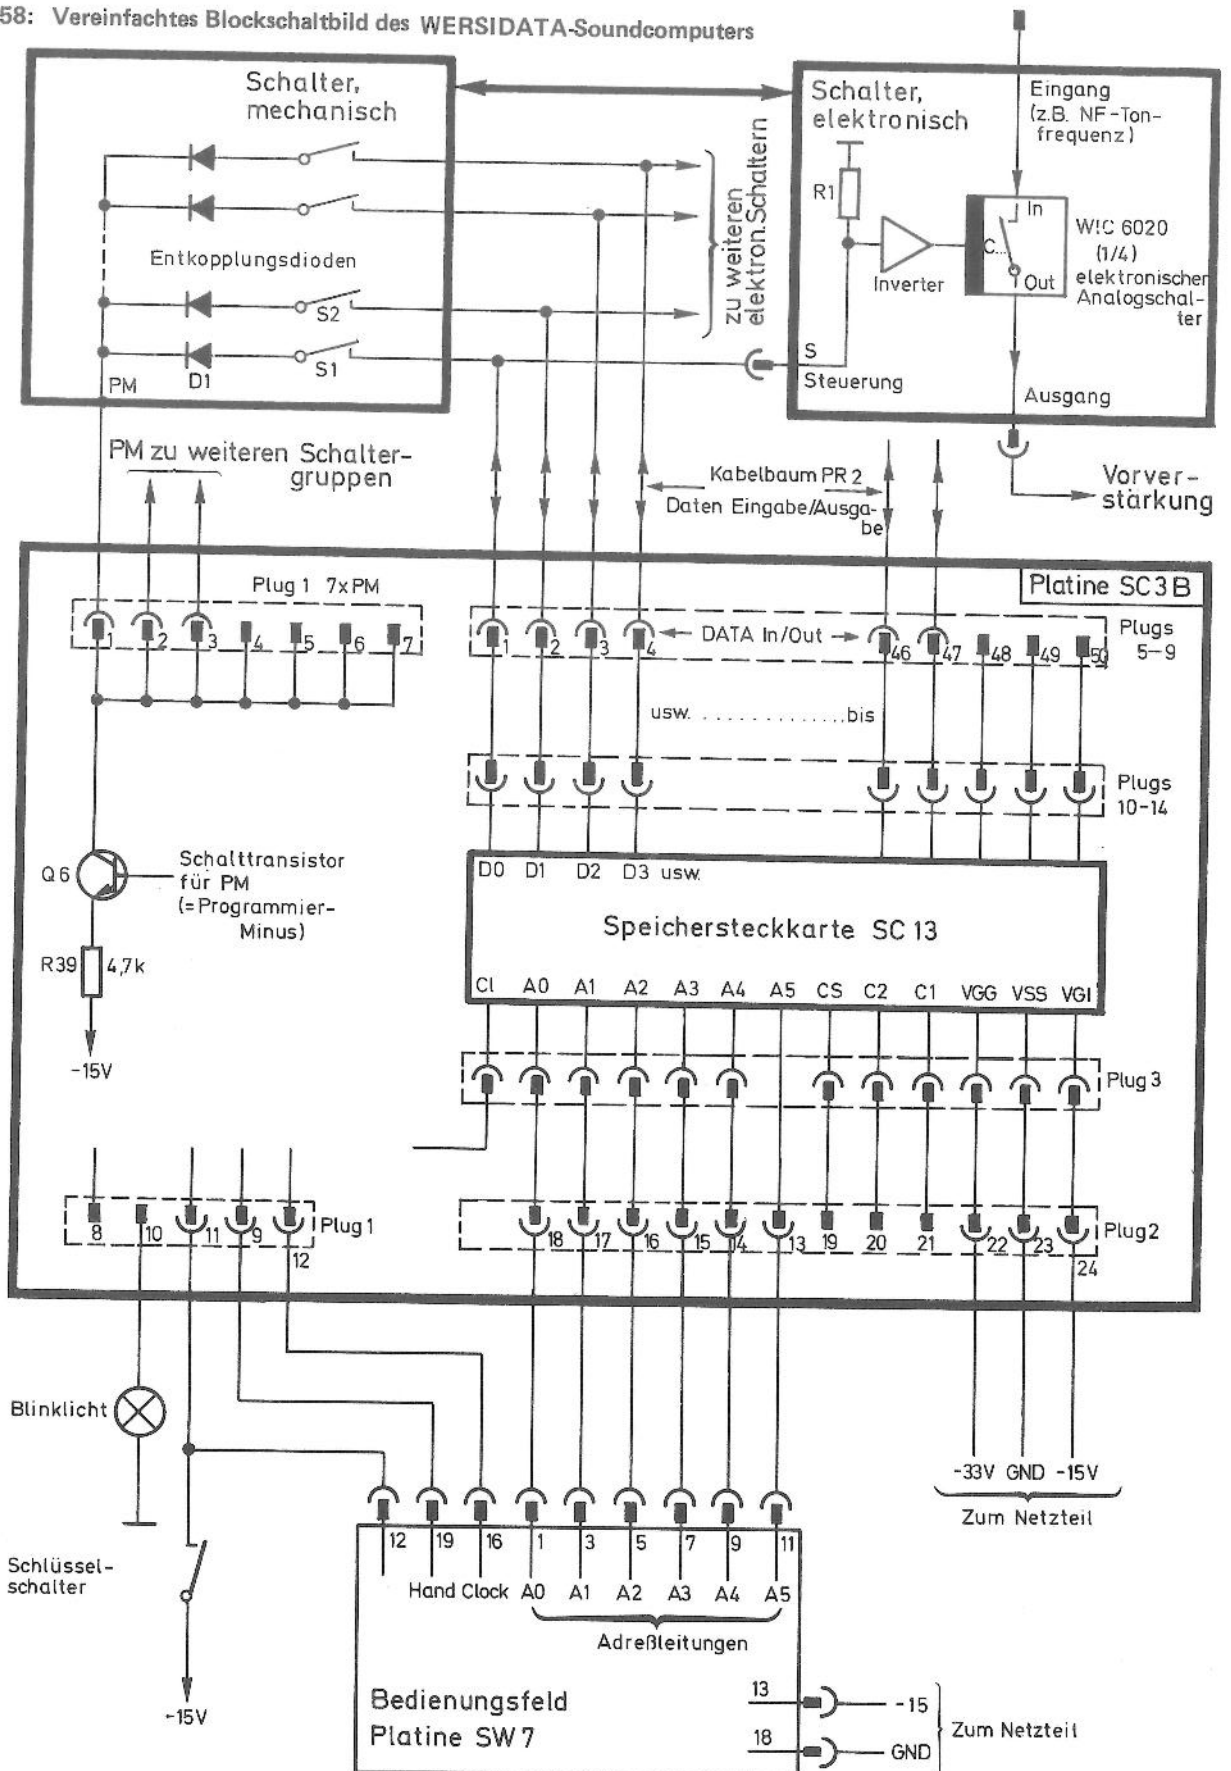 58: Vereinfachtes Blockschaltbild des WERSIDATA-Soundcomputers
Schalter,
mechanisch
Entkopplungsdioden
S2
D1
S1
PM
zu weiteren
elektron.Schaltern
Schalter,
elektronisch
Eingang
(z.B. NF-Ton-
frequenz)
R1
Inverter
C...
In
Out
W!C 6020
(1/4)
elektronischer
Analogschal-
ter
S
Steuerung
Ausgang
PM zu weiteren Schalter-
gruppen
Kabelbaum PR 2
Daten Eingabe/Ausga-
be
Vorver-
stärkung
Platine SC3B
Plug 1 7xPM
1 2 3 4 5 6 7
1 2 3 4
DATA In/Out
46 47 48 49 50
Plugs
5–9
usw. .............bis
Plugs
10-14
Q6
Schalttransistor
für PM
(=Programmier-
Minus)
R39
4,7k
-15V
D0 D1 D2 D3 usw.
Speichersteckkarte SC 13
CI A0 A1 A2 A3 A4 A5 CS C2 C1 VGG VSS VGI
Plug 3
8 10 11 9 12
Plug 1
18 17 16 15 14 13 19 20 21 22 23 24
Plug2
Blinklicht
Schlüssel-
schalter
-15V
-33V GND -15V
Zum Netzteil
12 19 16 1 3 5 7 9 11
Hand Clock A0 A1 A2 A3 A4 A5
Adreßleitungen
Bedienungsfeld
Platine SW7
13
-15
18
GND
Zum Netzteil